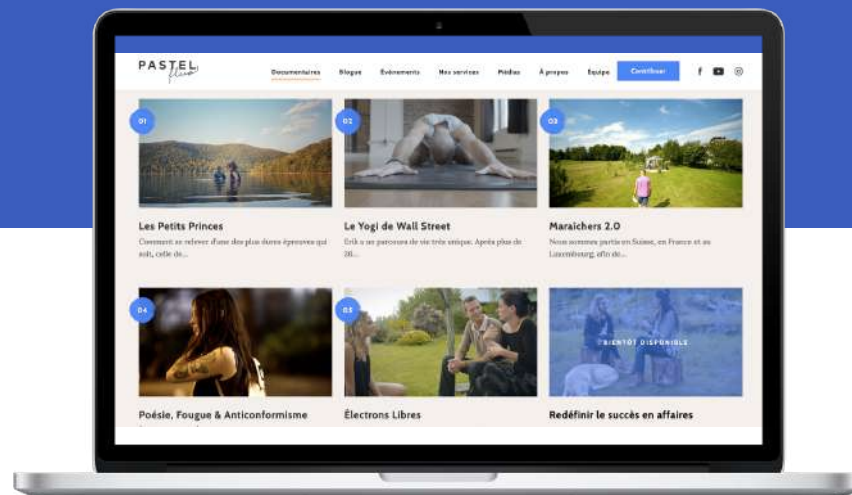 PASTEL
fluo
Documentaires Blogue Événements Nos services Médias À propos Équipe Contribuer
01
02
03
Les Petits Princes
Le Yogi de Wall Street
Maraîchers 2.0
Comment se relever d'une des plus dures épreuves qui
soit, celle de...
Erik a un parcours de vie très unique. Après plus de
20...
Nous sommes partis en Suisse, en France et au
Luxembourg, afin de...
04
05
BIENTÔT DISPONIBLE
Poésie, Fougue & Anticonformisme
Électrons Libres
Redéfinir le succès en affaires